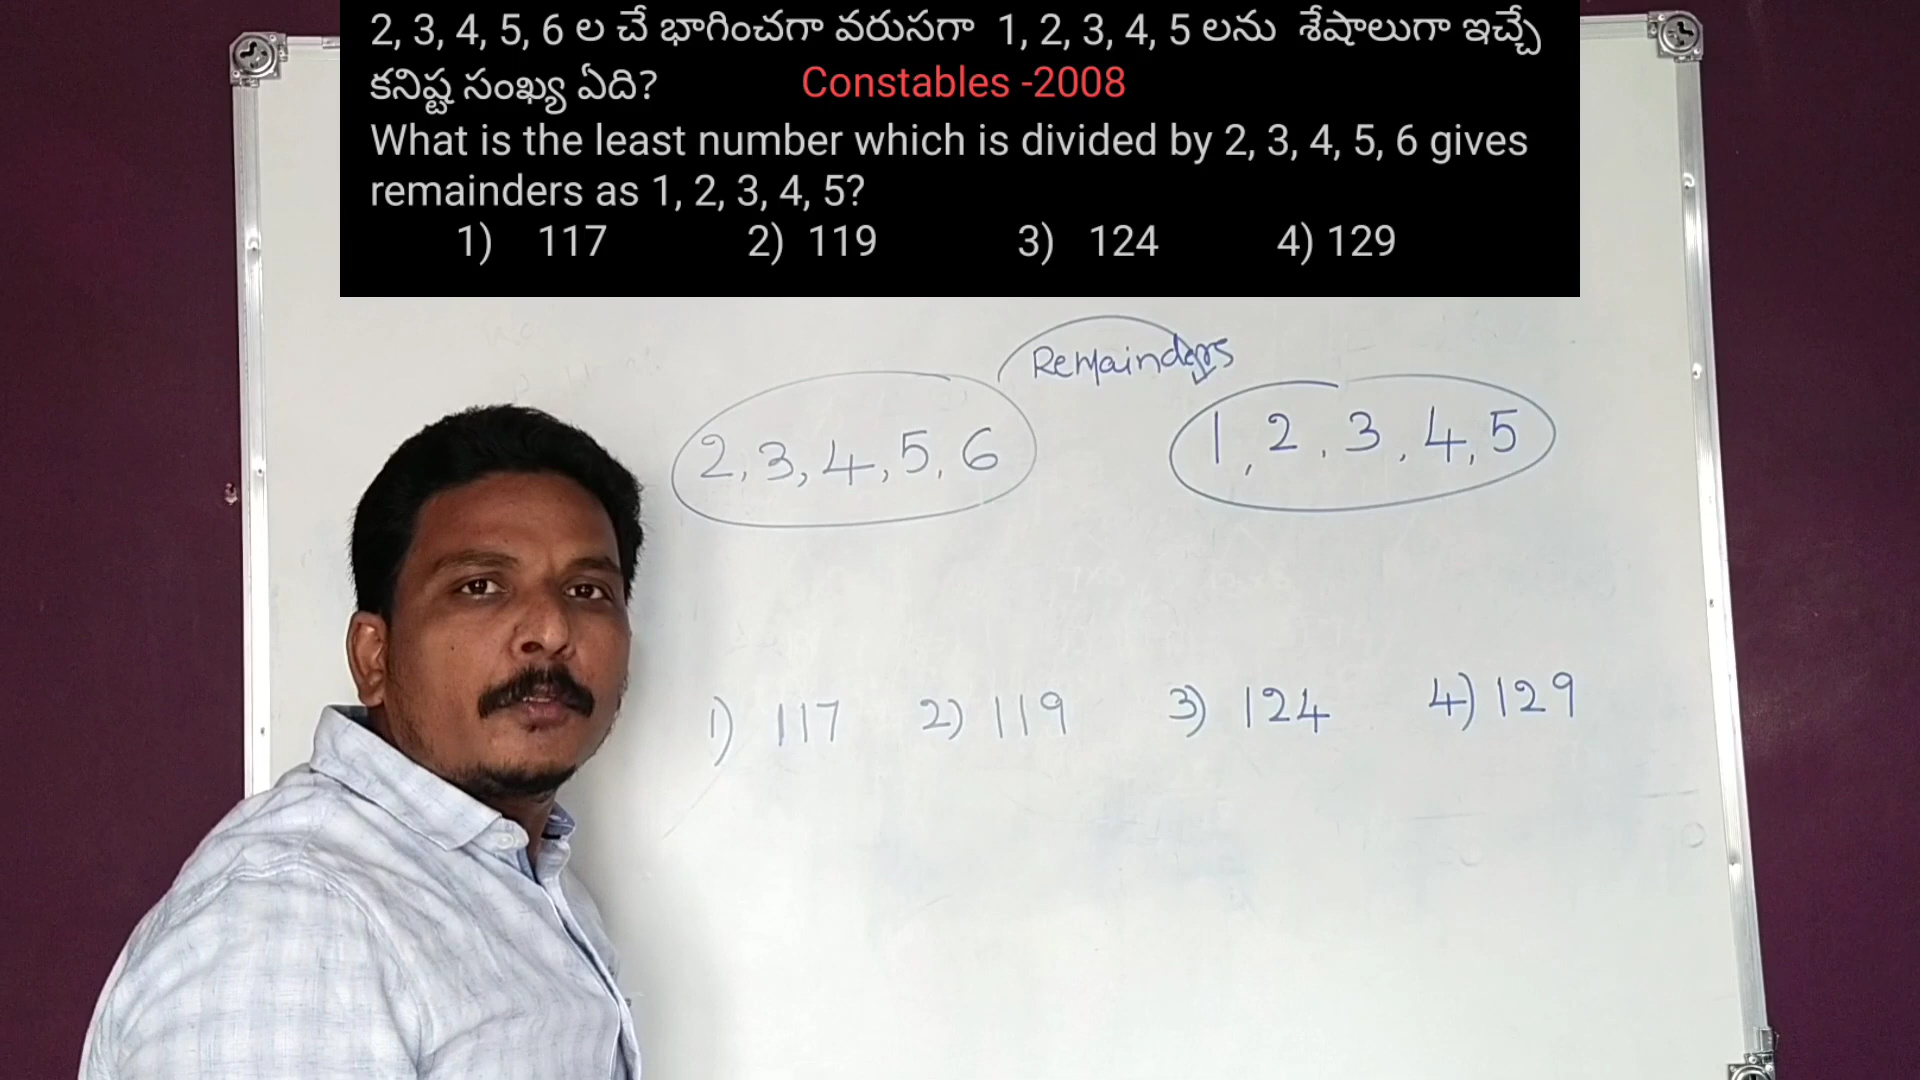 2, 3, 4, 5, 6 ల చే భాగించగా వరుసగా 1, 2, 3, 4, 5 లను శేషాలుగా ఇచ్చే
కనిష్ట సంఖ్య ఏది? Constables -2008
What is the least number which is divided by 2, 3, 4, 5, 6 gives
remainders as 1, 2, 3, 4, 5?
1) 117 2) 119 3) 124 4) 129
Remainders
2, 3, 4, 5, 6 1, 2, 3, 4, 5
1) 117 2) 119 3) 124 4) 129